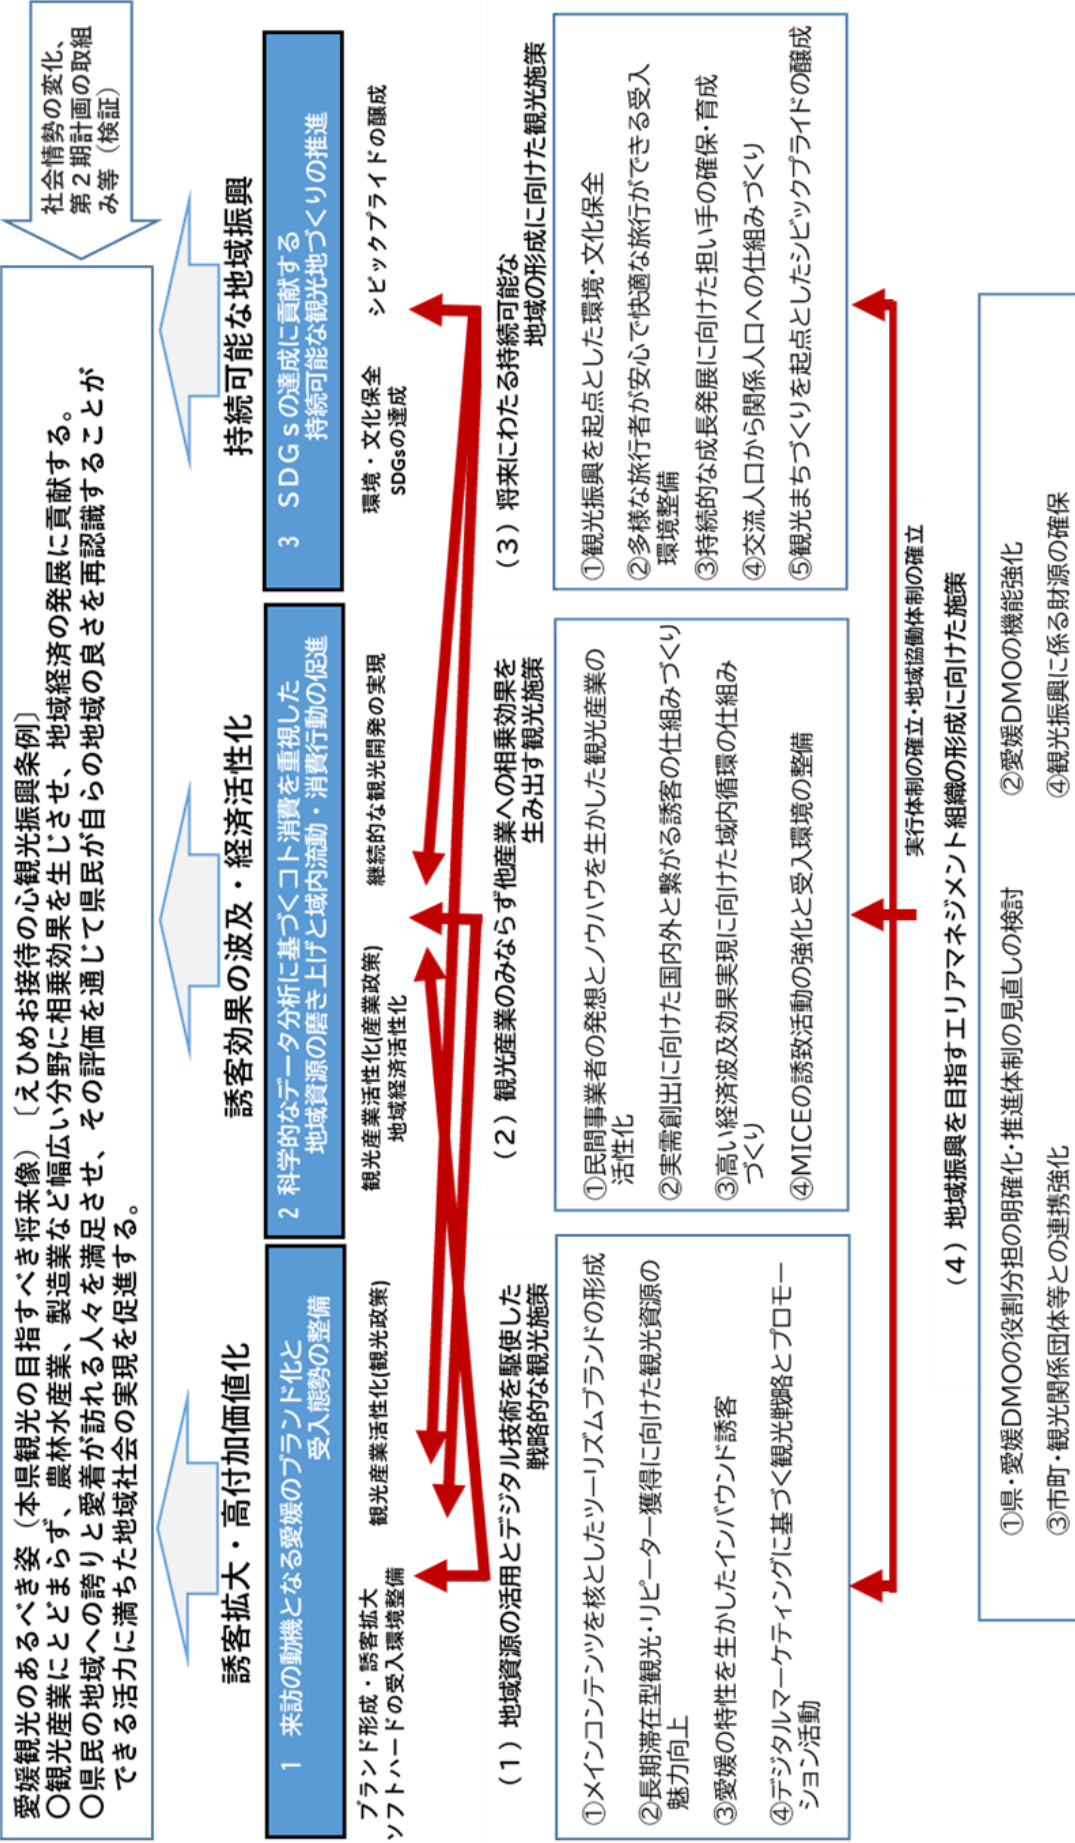 愛媛観光のあるべき姿（本県観光の目指すべき将来像）〔えひめお接待の心観光振興条例〕
〇観光産業にとどまらず、農林水産業、製造業など幅広い分野に相乗効果を生じさせ、地域経済の発展に貢献する。
〇県民の地域への誇りと愛着が訪れる人々を満足させ、その評価を通じて県民が自らの地域の良さを再認識することが
できる活力に満ちた地域社会の実現を促進する。
社会情勢の変化、
第２期計画の取組
み等（検証）
誘客拡大・高付加価値化
誘客効果の波及・経済活性化
持続可能な地域振興
1　来訪の動機となる愛媛のブランド化と
受入態勢の整備
2 科学的なデータ分析に基づくコト消費を重視した
地域資源の磨き上げと域内流動・消費行動の促進
3　ＳＤＧｓの達成に貢献する
持続可能な観光地づくりの推進
ブランド形成・誘客拡大
ソフトハードの受入環境整備
観光産業活性化(観光政策)
観光産業活性化(産業政策)
地域経済活性化
継続的な観光開発の実現
環境・文化保全
SDGsの達成
シビックプライドの醸成
（１）地域資源の活用とデジタル技術を駆使した
戦略的な観光施策
①メインコンテンツを核としたツーリズムブランドの形成
②長期滞在型観光・リピーター獲得に向けた観光資源の
魅力向上
③愛媛の特性を生かしたインバウンド誘客
④デジタルマーケティングに基づく観光戦略とプロモー
ション活動
（２）観光産業のみならず他産業への相乗効果を
生み出す観光施策
①民間事業者の発想とノウハウを生かした観光産業の
活性化
②実需創出に向けた国内外と繋がる誘客の仕組みづくり
③高い経済波及効果実現に向けた域内循環の仕組み
づくり
④MICEの誘致活動の強化と受入環境の整備
（３）将来にわたる持続可能な
地域の形成に向けた観光施策
①観光振興を起点とした環境・文化保全
②多様な旅行者が安心で快適な旅行ができる受入
環境整備
③持続的な成長発展に向けた担い手の確保・育成
④交流人口から関係人口への仕組みづくり
⑤観光まちづくりを起点としたシビックプライドの醸成
実行体制の確立・地域協働体制の確立
（４）地域振興を目指すエリアマネジメント組織の形成に向けた施策
①県・愛媛DMOの役割分担の明確化・推進体制の見直しの検討
②愛媛DMOの機能強化
③市町・観光関係団体等との連携強化
④観光振興に係る財源の確保